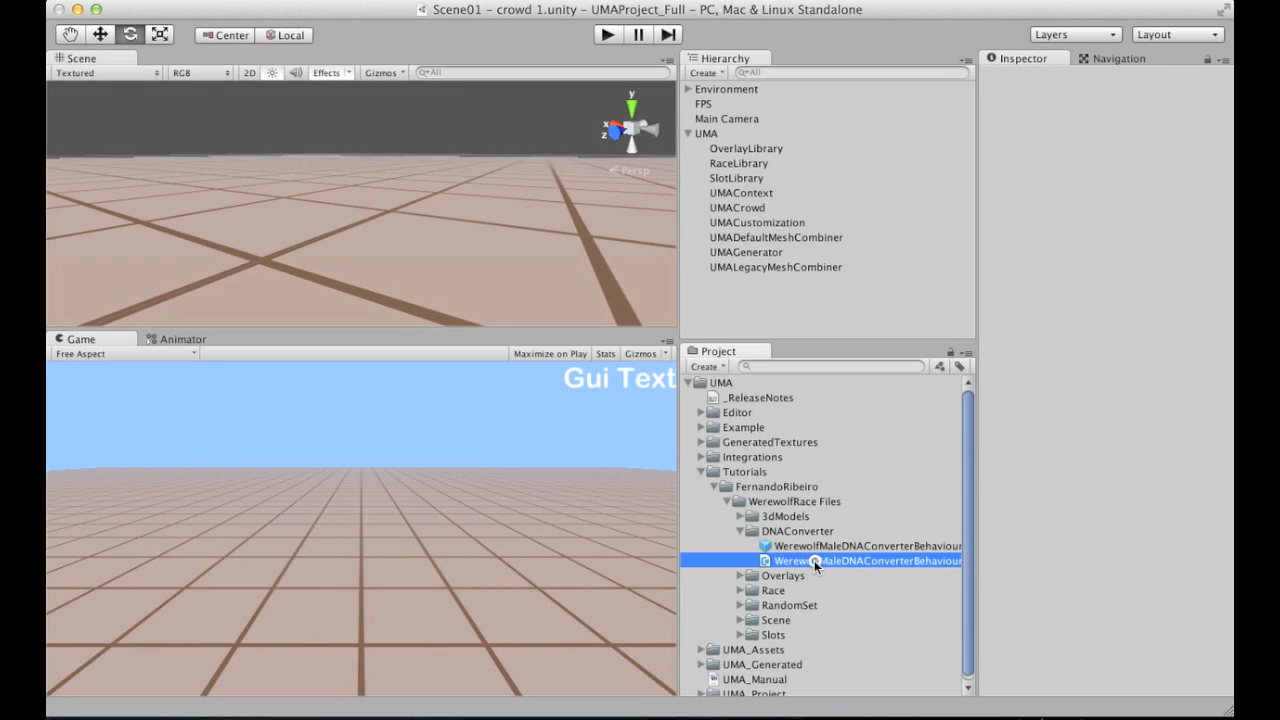 Scene01 - crowd 1.unity - UMAProject_Full - PC, Mac & Linux Standalone
Center Local Layers Layout
Scene
Textured RGB 2D Effects Gizmos All
y
x
z
Persp
Game Animator
Free Aspect Maximize on Play Stats Gizmos
Gui Text
Hierarchy
Create All
Environment
FPS
Main Camera
UMA
OverlayLibrary
RaceLibrary
SlotLibrary
UMAContext
UMACrowd
UMACustomization
UMADefaultMeshCombiner
UMAGenerator
UMALegacyMeshCombiner
Project
Create
UMA
_ReleaseNotes
Editor
Example
GeneratedTextures
Integrations
Tutorials
FernandoRibeiro
WerewolfRace Files
3dModels
DNAConverter
WerewolfMaleDNAConverterBehaviour
WerewolfMaleDNAConverterBehaviour
Overlays
Race
RandomSet
Scene
Slots
UMA_Assets
UMA_Generated
UMA_Manual
UMA_Project
Inspector Navigation